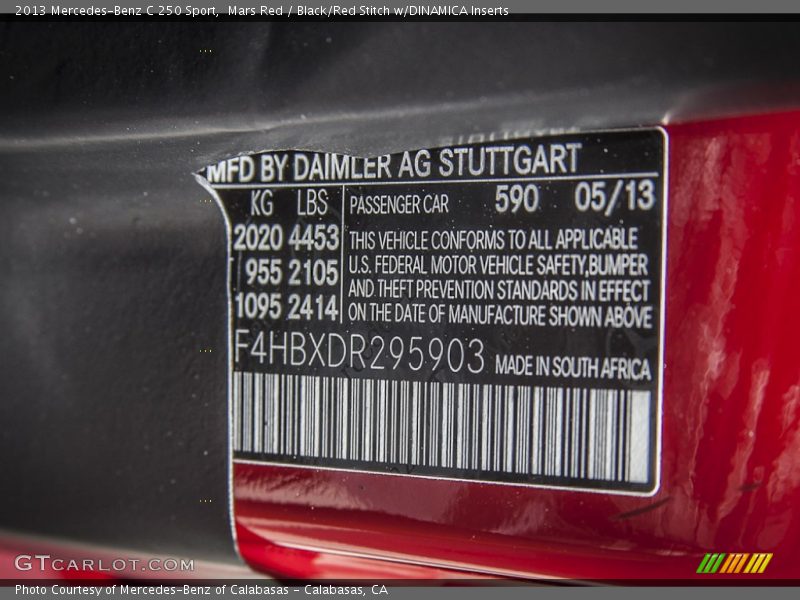 2013 Mercedes-Benz C 250 Sport,  Mars Red / Black/Red Stitch w/DINAMICA Inserts
MFD BY DAIMLER AG STUTTGART
KG LBS PASSENGER CAR 590 05/13
2020 4453
955 2105
1095 2414
THIS VEHICLE CONFORMS TO ALL APPLICABLE
U.S. FEDERAL MOTOR VEHICLE SAFETY,BUMPER
AND THEFT PREVENTION STANDARDS IN EFFECT
ON THE DATE OF MANUFACTURE SHOWN ABOVE
F4HBXDR295903 MADE IN SOUTH AFRICA
GTCARLOT.COM
Photo Courtesy of Mercedes-Benz of Calabasas - Calabasas, CA